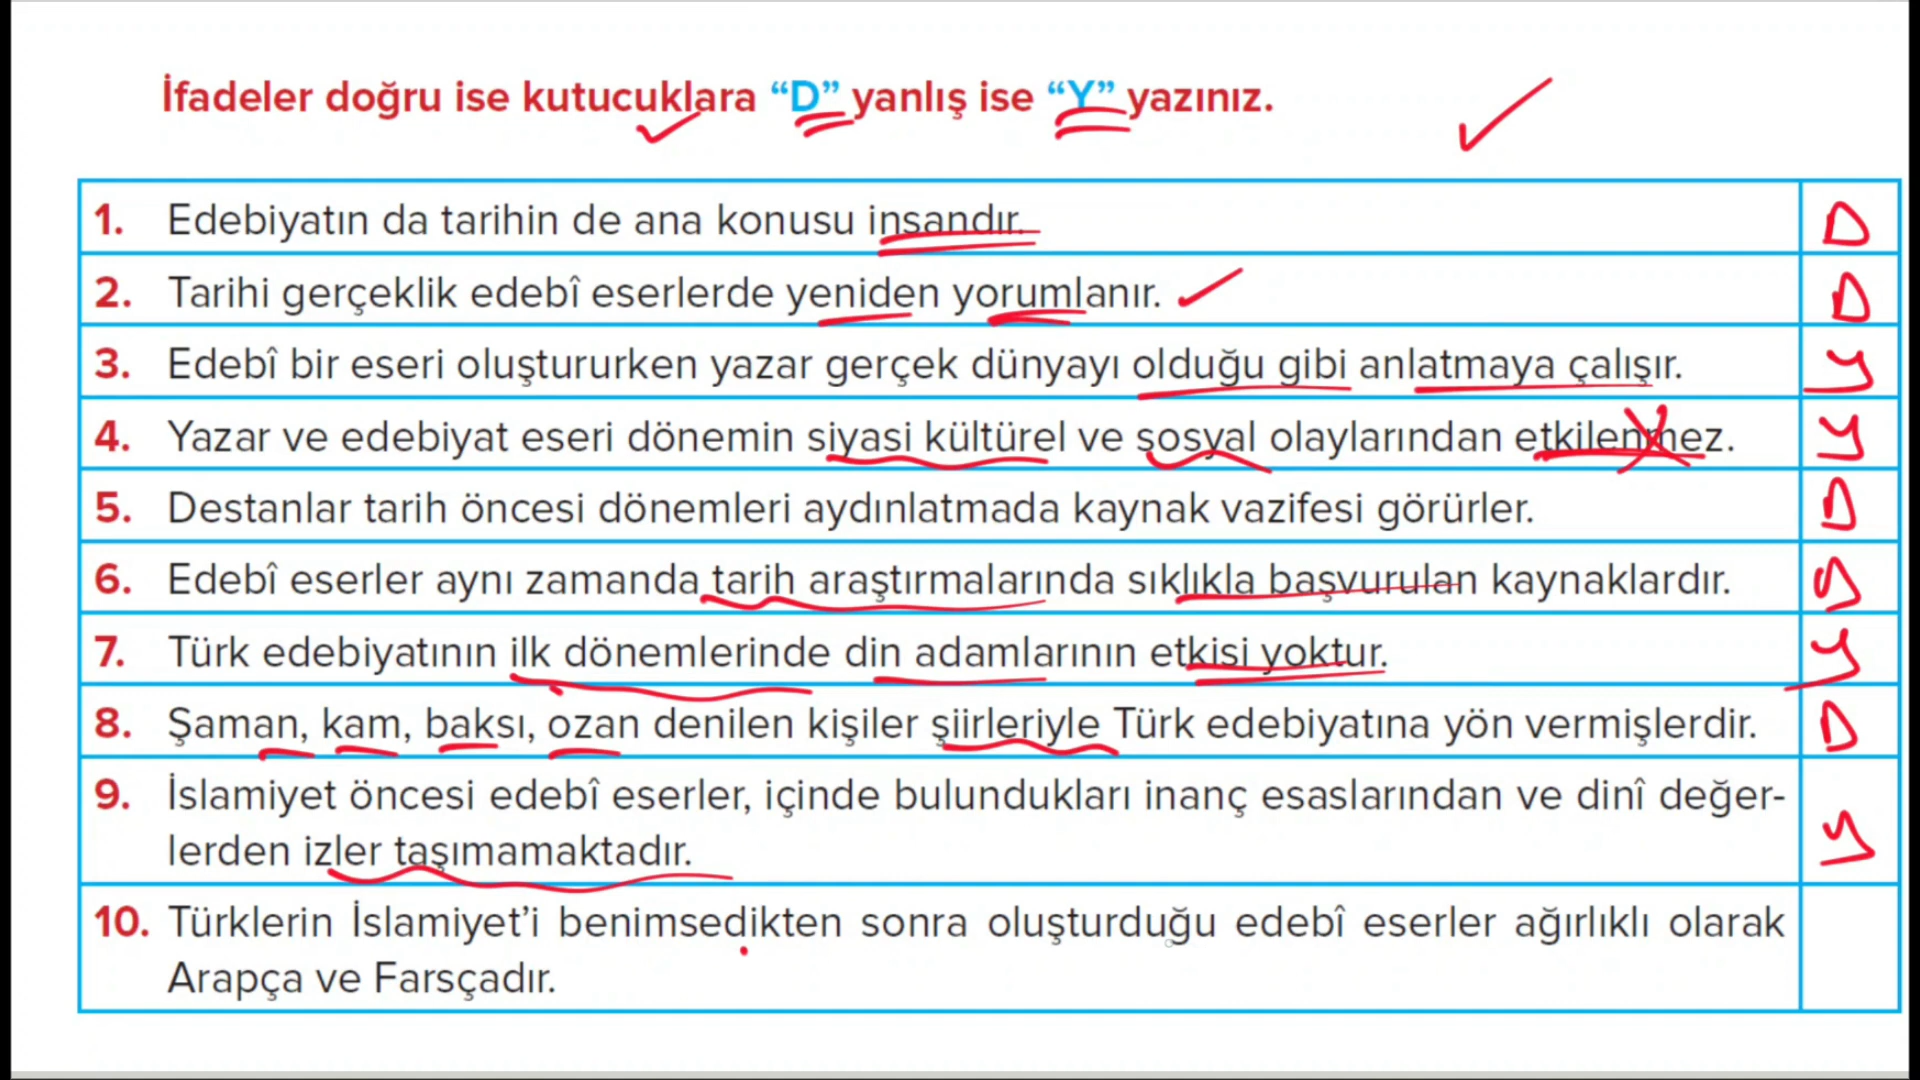 İfadeler doğru ise kutucuklara “D” yanlış ise “Y” yazınız.
1. Edebiyatın da tarihin de ana konusu insandır. D
2. Tarihi gerçeklik edebî eserlerde yeniden yorumlanır. D
3. Edebî bir eseri oluştururken yazar gerçek dünyayı olduğu gibi anlatmaya çalışır. Y
4. Yazar ve edebiyat eseri dönemin siyasi kültürel ve sosyal olaylarından etkilenmez. Y
5. Destanlar tarih öncesi dönemleri aydınlatmada kaynak vazifesi görürler. D
6. Edebî eserler aynı zamanda tarih araştırmalarında sıklıkla başvurulan kaynaklardır. D
7. Türk edebiyatının ilk dönemlerinde din adamlarının etkisi yoktur. Y
8. Şaman, kam, baksı, ozan denilen kişiler şiirleriyle Türk edebiyatına yön vermişlerdir. D
9. İslamiyet öncesi edebî eserler, içinde bulundukları inanç esaslarından ve dinî değer-
lerden izler taşımamaktadır. Y
10. Türklerin İslamiyet’i benimsedikten sonra oluşturduğu edebî eserler ağırlıklı olarak
Arapça ve Farsçadır.